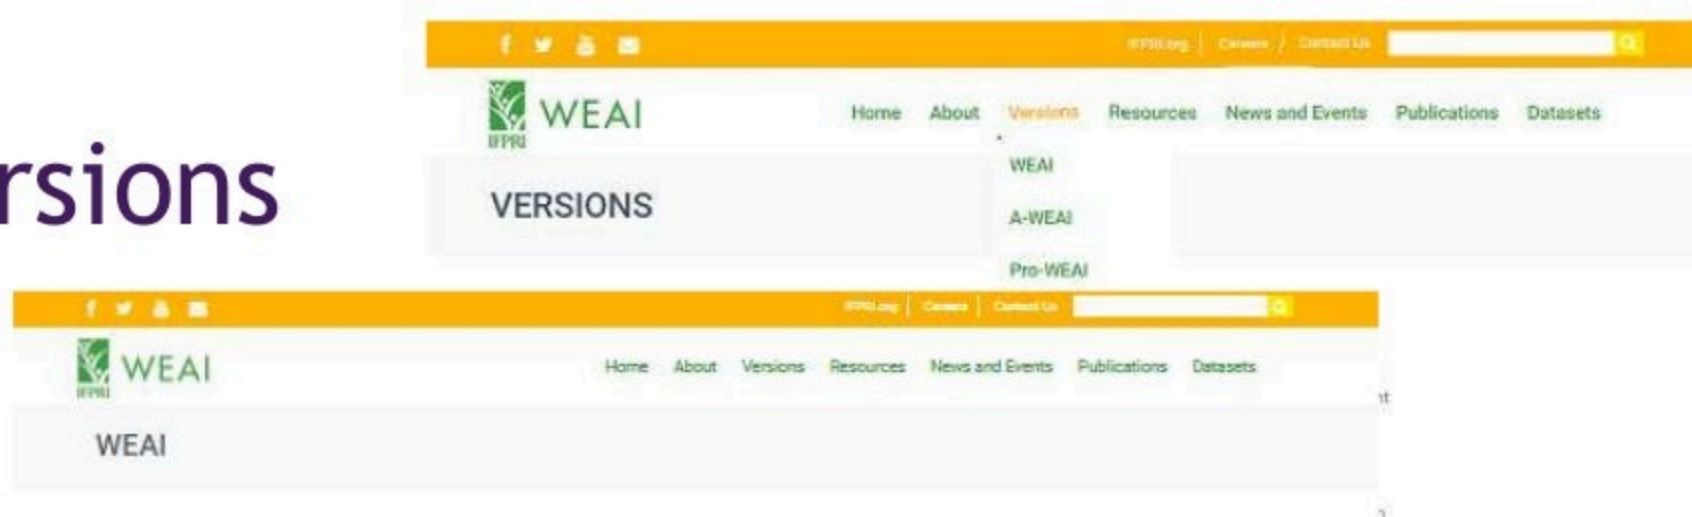 rsions
IFPRI.org Careers Contact Us
IFPRI
WEAI
Home About Versions Resources News and Events Publications Datasets
WEAI
A-WEAI
Pro-WEAI
VERSIONS
IFPRI.org Careers Contact Us
IFPRI
WEAI
Home About Versions Resources News and Events Publications Datasets
WEAI
nt